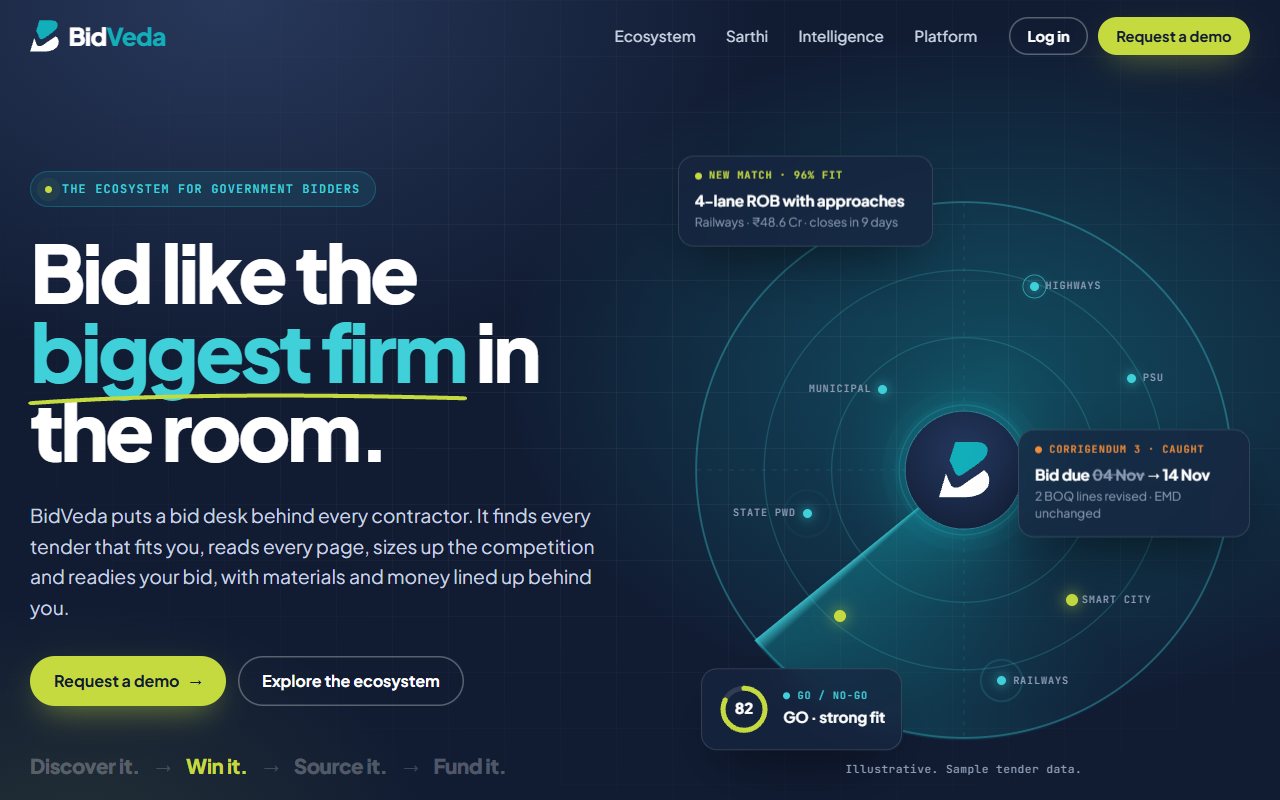 BidVeda
Ecosystem
Sarthi
Intelligence
Platform
Log in
Request a demo
THE ECOSYSTEM FOR GOVERNMENT BIDDERS
Bid like the
biggest firm in
the room.
BidVeda puts a bid desk behind every contractor. It finds every
tender that fits you, reads every page, sizes up the competition
and readies your bid, with materials and money lined up behind
you.
Request a demo →
Explore the ecosystem
Discover it. → Win it. → Source it. → Fund it.
NEW MATCH · 96% FIT
4-lane ROB with approaches
Railways · ₹48.6 Cr · closes in 9 days
HIGHWAYS
PSU
MUNICIPAL
CORRIGENDUM 3 · CAUGHT
Bid due 04 Nov → 14 Nov
2 BOQ lines revised · EMD
unchanged
STATE PWD
SMART CITY
RAILWAYS
82
GO / NO-GO
GO · strong fit
Illustrative. Sample tender data.